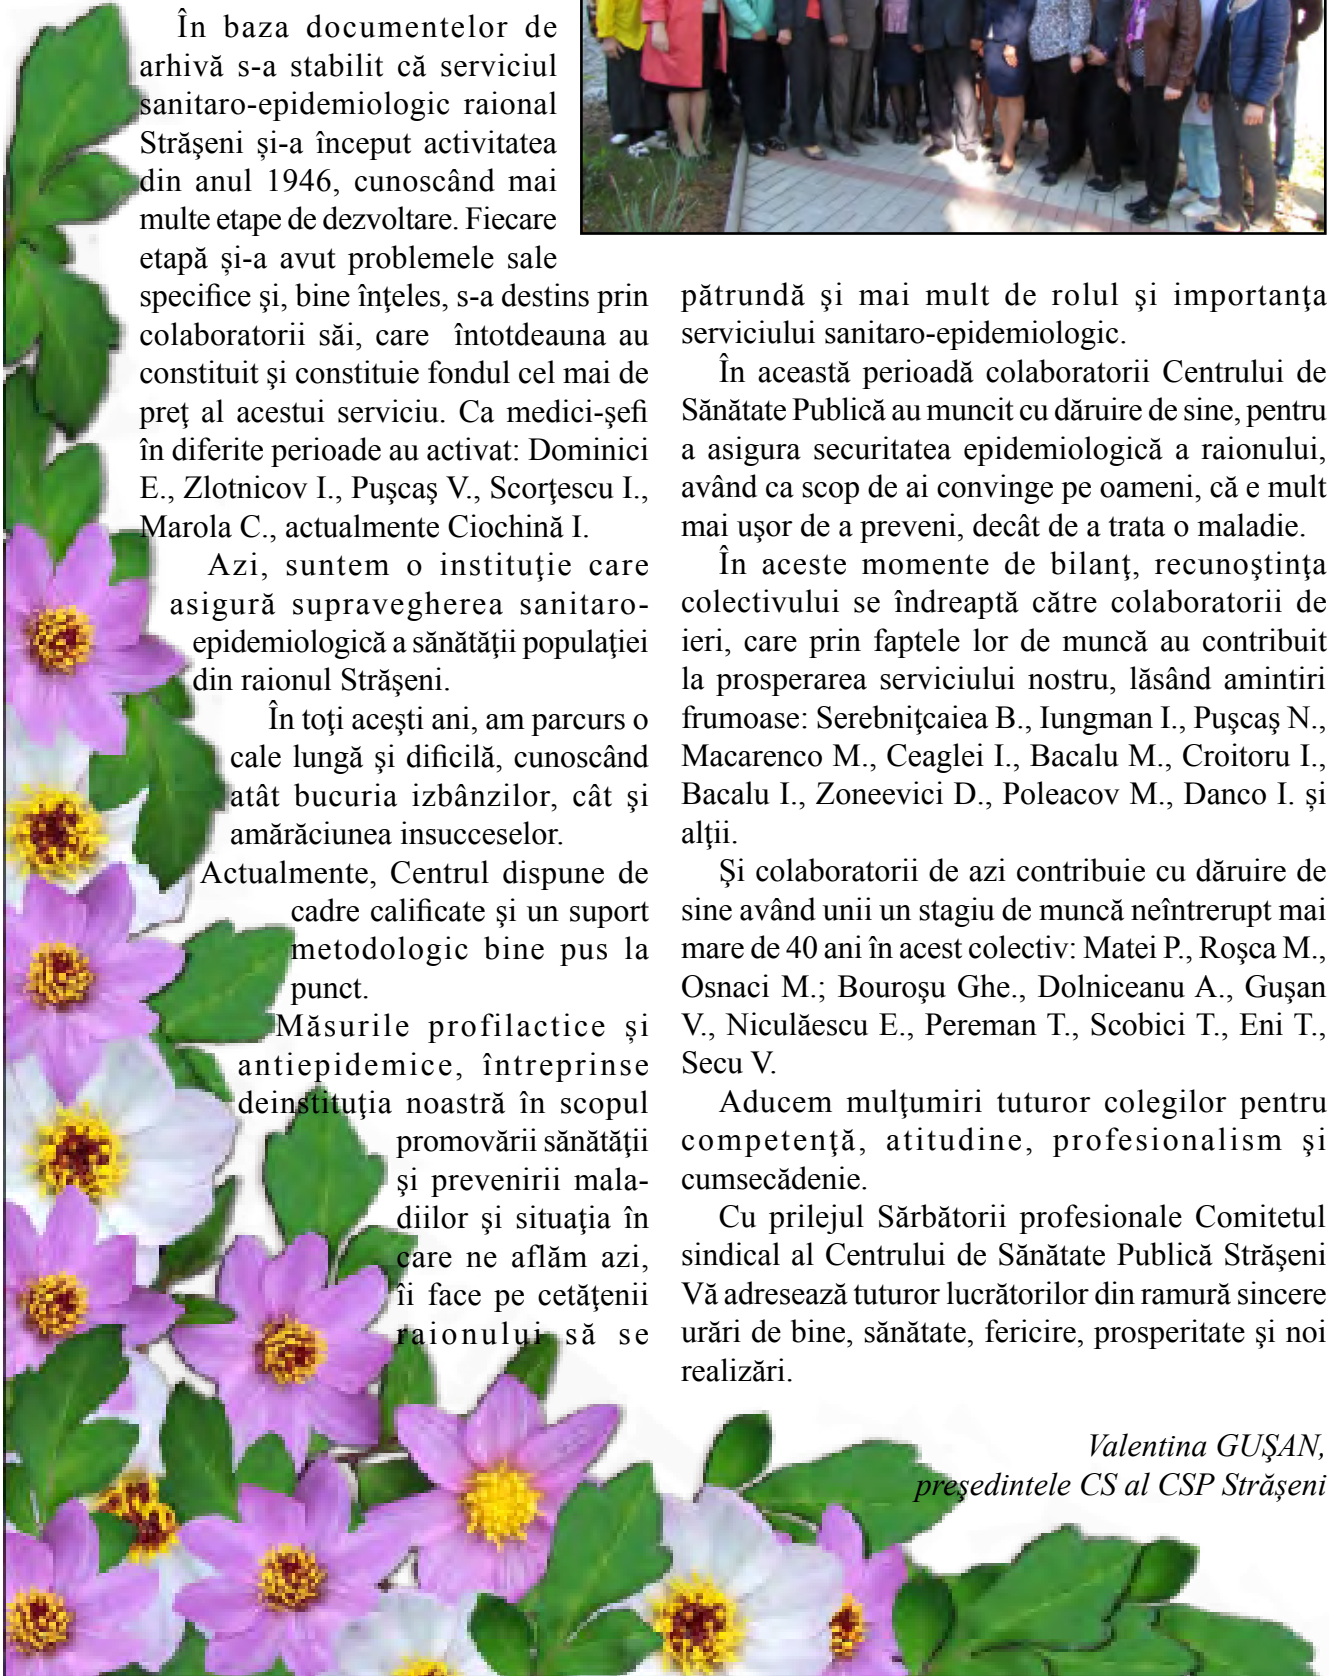 În baza documentelor de
arhivă s-a stabilit că serviciul
sanitaro-epidemiologic raional
Străşeni și-a început activitatea
din anul 1946, cunoscând mai
multe etape de dezvoltare. Fiecare
etapă și-a avut problemele sale
specifice şi, bine înţeles, s-a destins prin
colaboratorii săi, care întotdeauna au
constituit şi constituie fondul cel mai de
preţ al acestui serviciu. Ca medici-şefi
în diferite perioade au activat: Dominici
E., Zlotnicov I., Puşcaş V., Scorţescu I.,
Marola C., actualmente Ciochină I.
Azi, suntem o instituţie care
asigură supravegherea sanitaro-
epidemiologică a sănătăţii populaţiei
din raionul Străşeni.
În toţi aceşti ani, am parcurs o
cale lungă şi dificilă, cunoscând
atât bucuria izbânzilor, cât şi
amărăciunea insucceselor.
Actualmente, Centrul dispune de
cadre calificate şi un suport
metodologic bine pus la
punct.
Măsurile profilactice și
antiepidemice, întreprinse
deinstituţia noastră în scopul
promovării sănătăţii
şi prevenirii mala-
diilor şi situaţia în
care ne aflăm azi,
îi face pe cetăţenii
raionului să se
pătrundă şi mai mult de rolul şi importanţa
serviciului sanitaro-epidemiologic.
În această perioadă colaboratorii Centrului de
Sănătate Publică au muncit cu dăruire de sine, pentru
a asigura securitatea epidemiologică a raionului,
având ca scop de ai convinge pe oameni, că e mult
mai uşor de a preveni, decât de a trata o maladie.
În aceste momente de bilanţ, recunoştinţa
colectivului se îndreaptă către colaboratorii de
ieri, care prin faptele lor de muncă au contribuit
la prosperarea serviciului nostru, lăsând amintiri
frumoase: Serebniţcaiea B., Iungman I., Puşcaş N.,
Macarenco M., Ceaglei I., Bacalu M., Croitoru I.,
Bacalu I., Zoneevici D., Poleacov M., Danco I. și
alţii.
Şi colaboratorii de azi contribuie cu dăruire de
sine având unii un stagiu de muncă neîntrerupt mai
mare de 40 ani în acest colectiv: Matei P., Roşca M.,
Osnaci M.; Bouroşu Ghe., Dolniceanu A., Guşan
V., Niculăescu E., Pereman T., Scobici T., Eni T.,
Secu V.
Aducem mulţumiri tuturor colegilor pentru
competenţă, atitudine, profesionalism şi
cumsecădenie.
Cu prilejul Sărbătorii profesionale Comitetul
sindical al Centrului de Sănătate Publică Străşeni
Vă adresează tuturor lucrătorilor din ramură sincere
urări de bine, sănătate, fericire, prosperitate şi noi
realizări.
Valentina GUŞAN,
preşedintele CS al CSP Străşeni